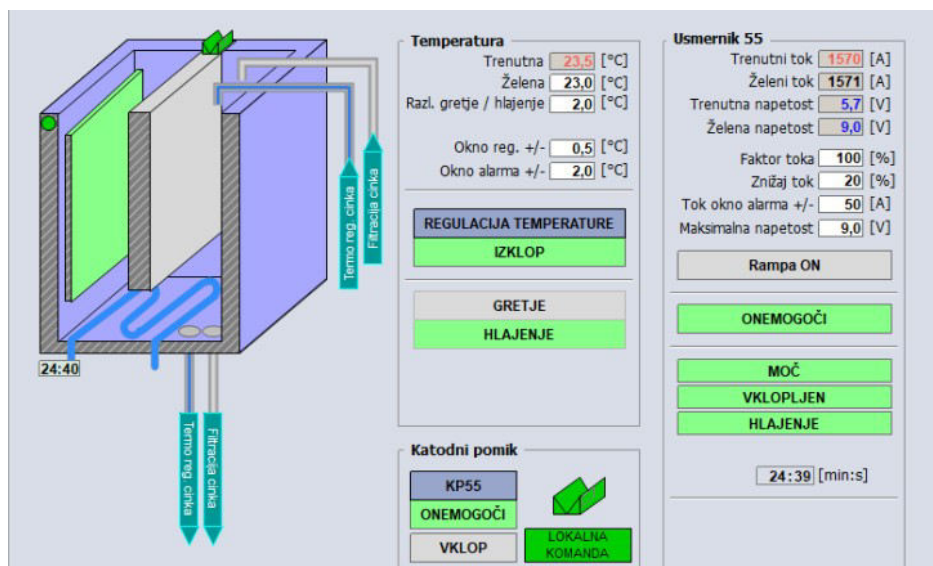 Temperatura
Trenutna 23,5 [°C]
Želena 23,0 [°C]
Razl. gretje / hlajenje 2,0 [°C]
Okno reg. +/- 0,5 [°C]
Okno alarma +/- 2,0 [°C]
REGULACIJA TEMPERATURE
IZKLOP
GRETJE
HLAJENJE
Usmernik 55
Trenutni tok 1570 [A]
Želeni tok 1571 [A]
Trenutna napetost 5,7 [V]
Želena napetost 9,0 [V]
Faktor toka 100 [%]
Znižaj tok 20 [%]
Tok okno alarma +/- 50 [A]
Maksimalna napetost 9,0 [V]
Rampa ON
ONEMOGOČI
MOČ
VKLOPLJEN
HLAJENJE
24:39 [min:s]
Termo reg. cinka
Filtracija cinka
24:40
Termo reg. cinka
Filtracija cinka
Katodni pomik
KP55
ONEMOGOČI
VKLOP
LOKALNA
KOMANDA